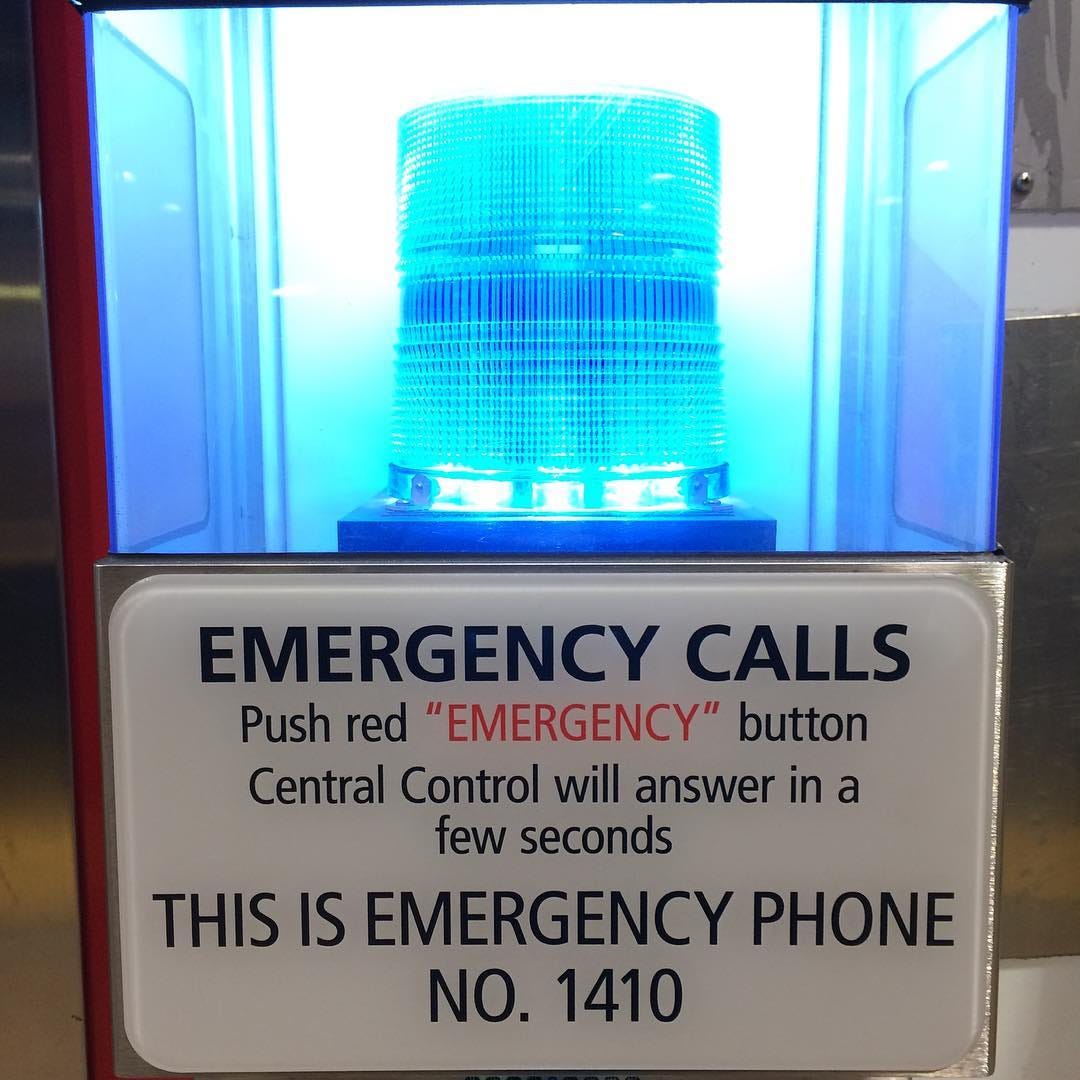 EMERGENCY CALLS
Push red “EMERGENCY” button
Central Control will answer in a
few seconds
THIS IS EMERGENCY PHONE
NO. 1410